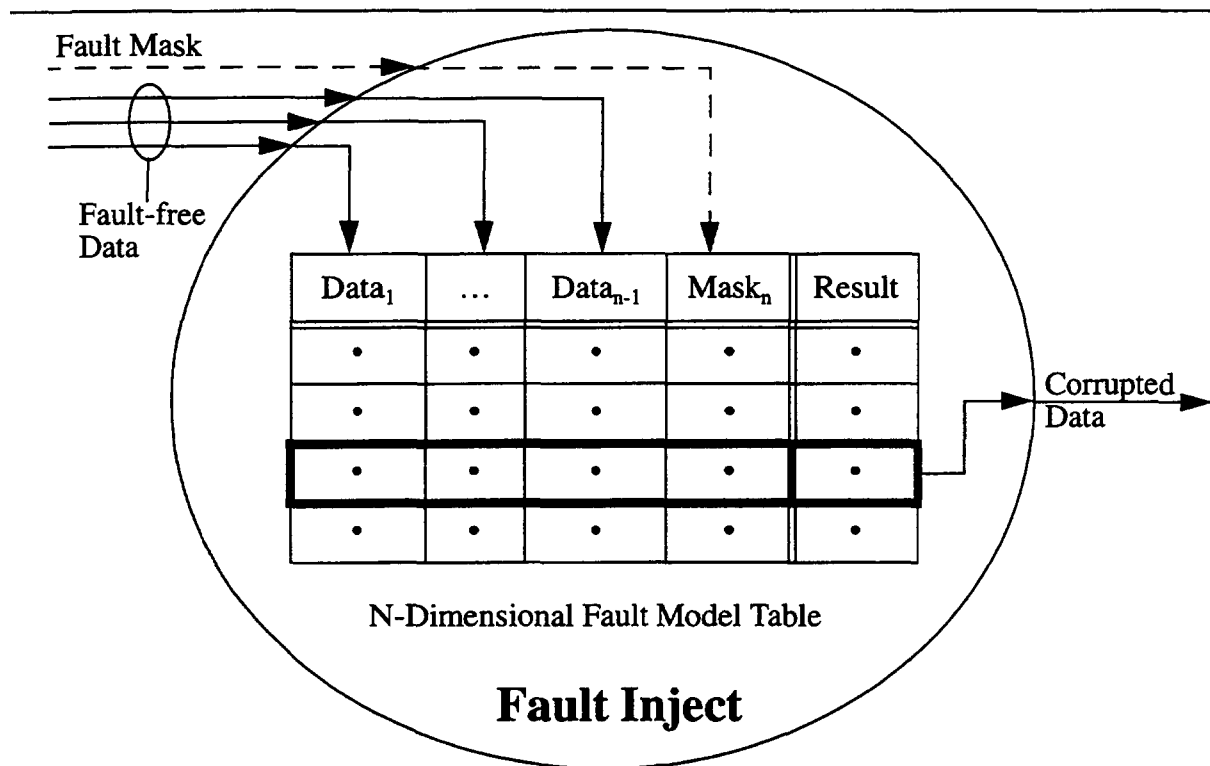 Fault Mask
Fault-free
Data
Data₁ … Dataₙ₋₁ Maskₙ Result
Corrupted
Data
N-Dimensional Fault Model Table
Fault Inject